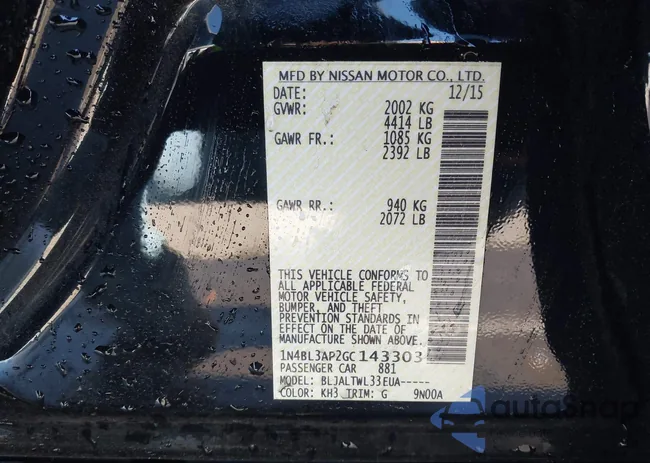 MFD BY NISSAN MOTOR CO., LTD.
DATE: 12/15
GVWR: 2002 KG
4414 LB
GAWR FR.: 1085 KG
2392 LB
GAWR RR.: 940 KG
2072 LB
THIS VEHICLE CONFORMS TO
ALL APPLICABLE FEDERAL
MOTOR VEHICLE SAFETY,
BUMPER, AND THEFT
PREVENTION STANDARDS IN
EFFECT ON THE DATE OF
MANUFACTURE SHOWN ABOVE.
1N4BL3AP2GC143303
PASSENGER CAR 881
MODEL: BLJALTWL33EUA-----
COLOR: KH3 TRIM: G 9N00A
autoSnap